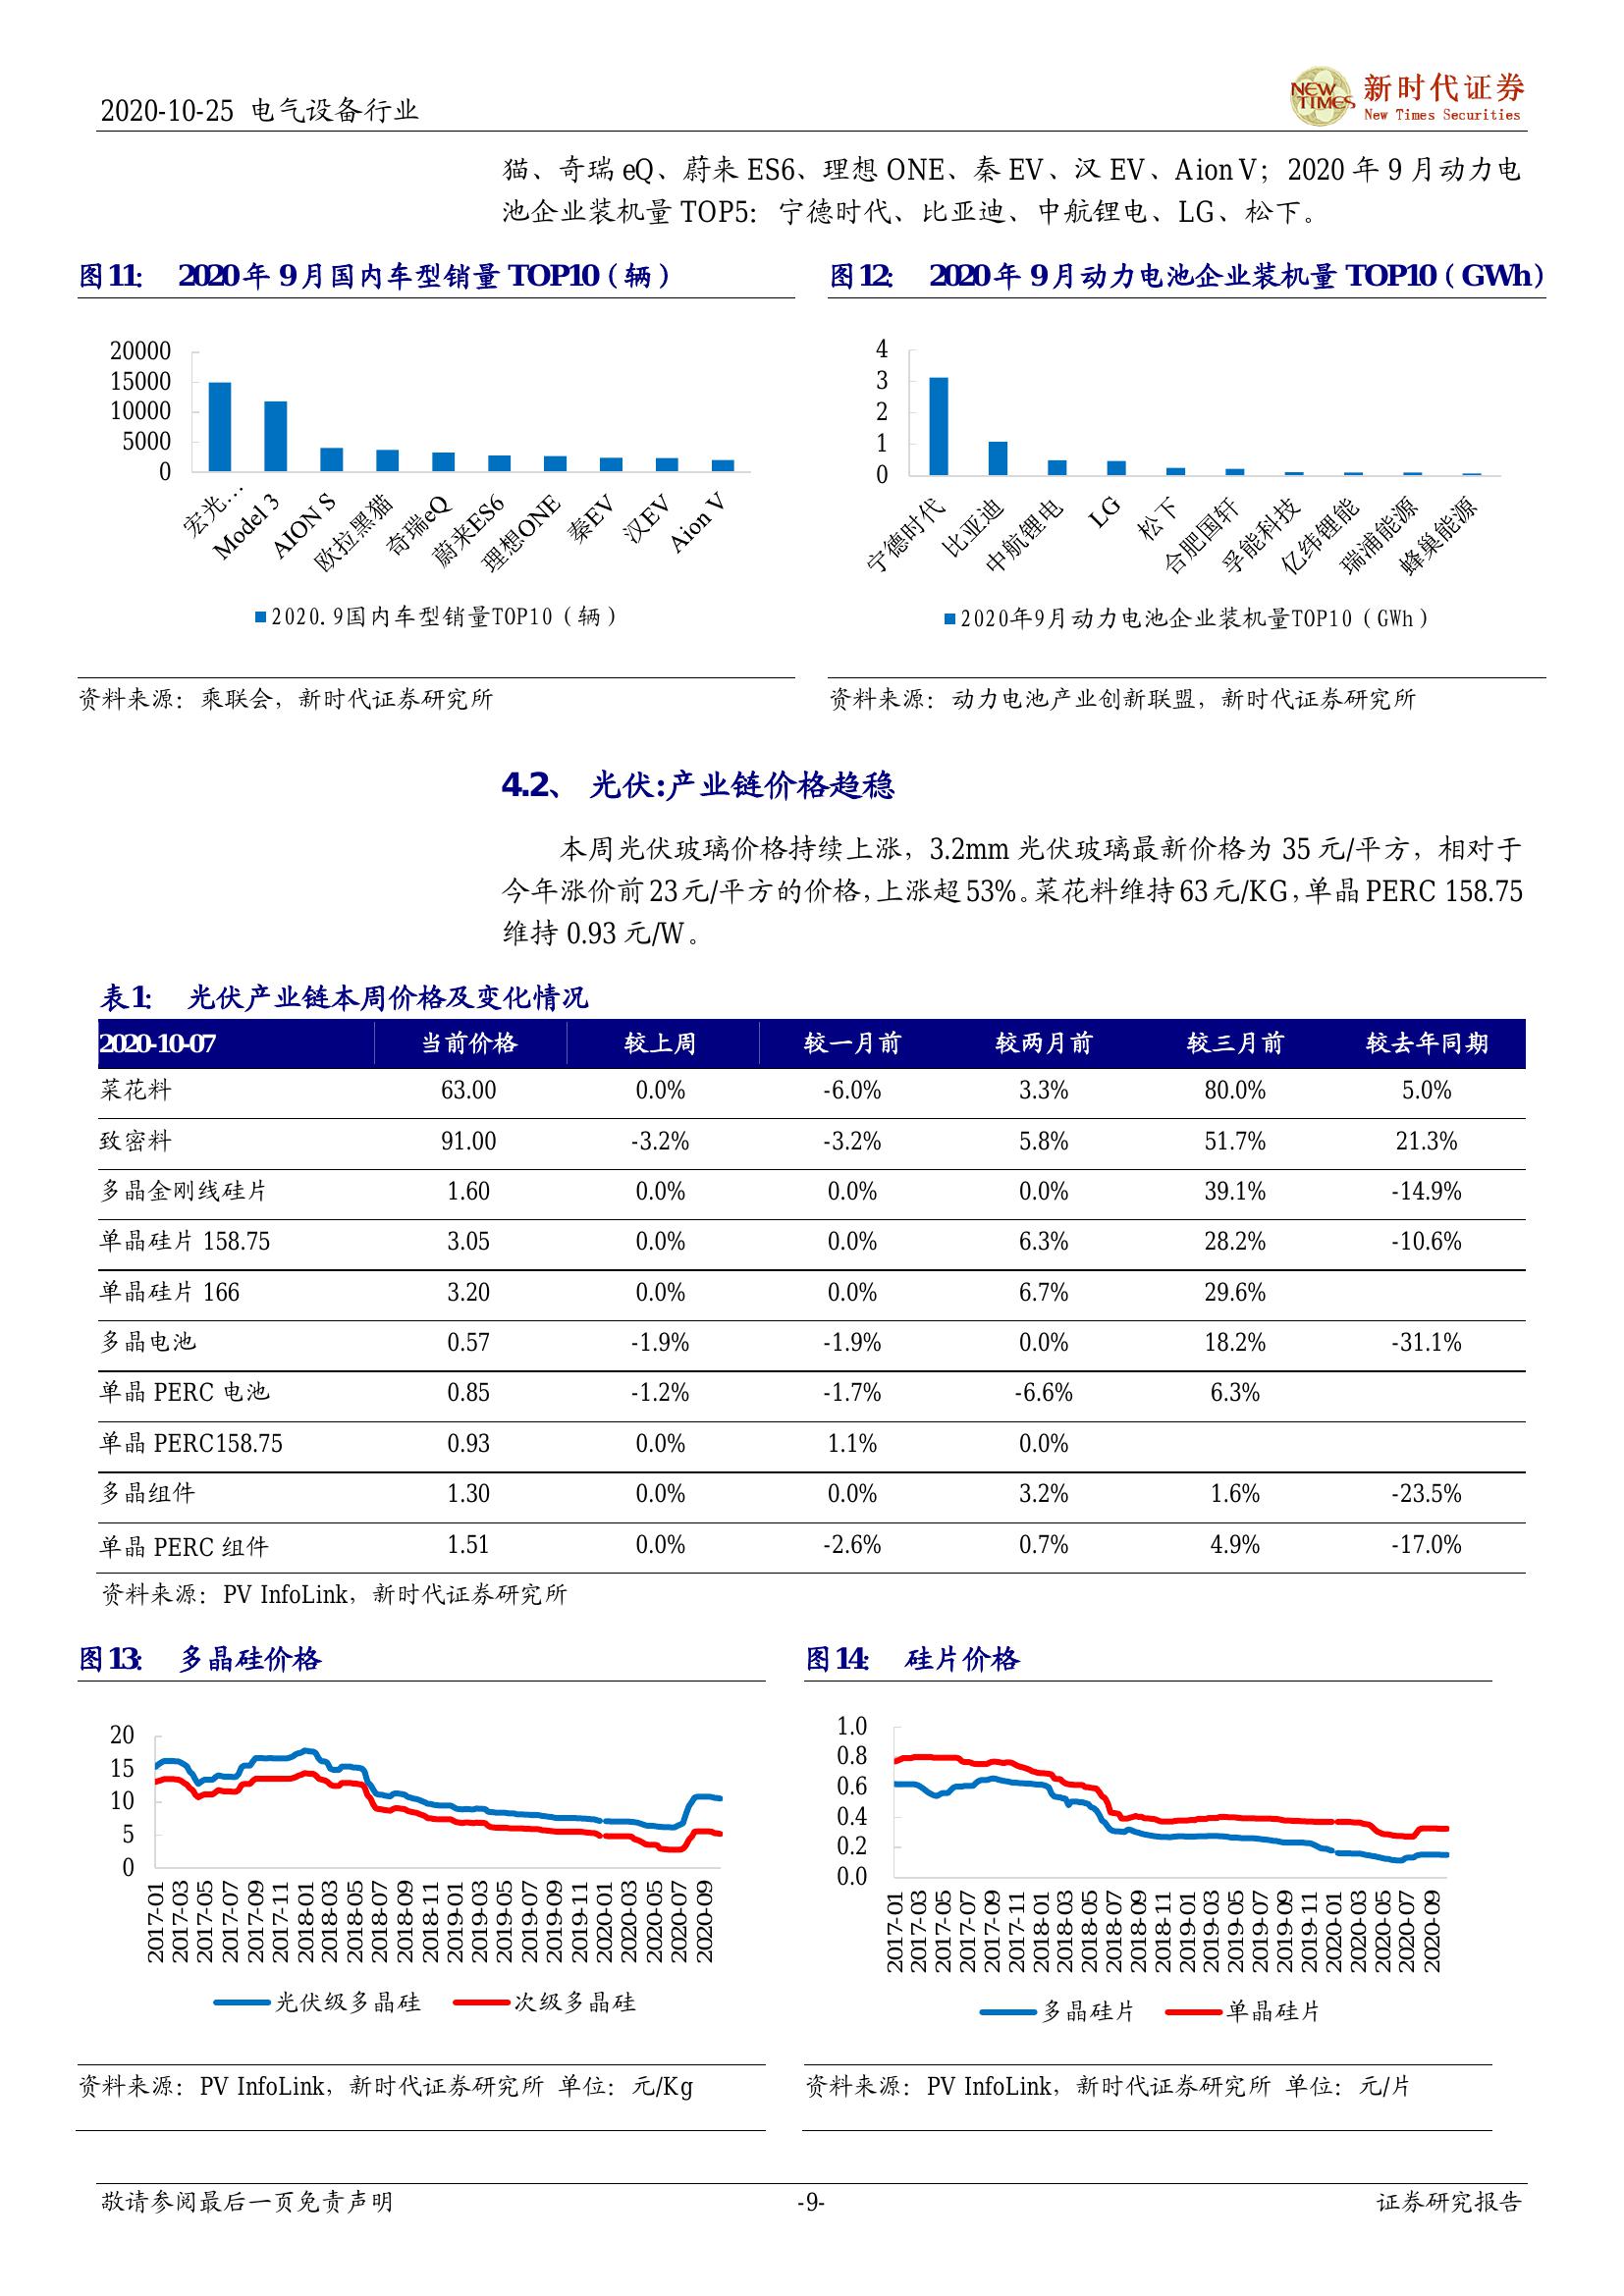 2020-10-25 电气设备行业
NEW TIMES
新时代证券
New Times Securities
猫、奇瑞 eQ、蔚来 ES6、理想 ONE、秦 EV、汉 EV、Aion V；2020 年 9 月动力电
池企业装机量 TOP5：宁德时代、比亚迪、中航锂电、LG、松下。
图11： 2020年 9月国内车型销量 TOP10（辆）
20000
15000
10000
5000
0
宏光…
Model 3
AION S
欧拉黑猫
奇瑞eQ
蔚来ES6
理想ONE
秦EV
汉EV
Aion V
2020.9国内车型销量TOP10（辆）
资料来源：乘联会，新时代证券研究所
图12： 2020年 9月动力电池企业装机量 TOP10（GWh）
4
3
2
1
0
宁德时代
比亚迪
中航锂电
LG
松下
合肥国轩
孚能科技
亿纬锂能
瑞浦能源
蜂巢能源
2020年9月动力电池企业装机量TOP10（GWh）
资料来源：动力电池产业创新联盟，新时代证券研究所
4.2、 光伏:产业链价格趋稳
本周光伏玻璃价格持续上涨，3.2mm 光伏玻璃最新价格为 35 元/平方，相对于
今年涨价前23元/平方的价格，上涨超53%。菜花料维持63元/KG，单晶PERC 158.75
维持 0.93 元/W。
表1： 光伏产业链本周价格及变化情况
2020-10-07 当前价格 较上周 较一月前 较两月前 较三月前 较去年同期
菜花料 63.00 0.0% -6.0% 3.3% 80.0% 5.0%
致密料 91.00 -3.2% -3.2% 5.8% 51.7% 21.3%
多晶金刚线硅片 1.60 0.0% 0.0% 0.0% 39.1% -14.9%
单晶硅片 158.75 3.05 0.0% 0.0% 6.3% 28.2% -10.6%
单晶硅片 166 3.20 0.0% 0.0% 6.7% 29.6%
多晶电池 0.57 -1.9% -1.9% 0.0% 18.2% -31.1%
单晶 PERC 电池 0.85 -1.2% -1.7% -6.6% 6.3%
单晶 PERC158.75 0.93 0.0% 1.1% 0.0%
多晶组件 1.30 0.0% 0.0% 3.2% 1.6% -23.5%
单晶 PERC 组件 1.51 0.0% -2.6% 0.7% 4.9% -17.0%
资料来源：PV InfoLink，新时代证券研究所
图13： 多晶硅价格
20
15
10
5
0
2017-01
2017-03
2017-05
2017-07
2017-09
2017-11
2018-01
2018-03
2018-05
2018-07
2018-09
2018-11
2019-01
2019-03
2019-05
2019-07
2019-09
2019-11
2020-01
2020-03
2020-05
2020-07
2020-09
光伏级多晶硅 次级多晶硅
资料来源：PV InfoLink，新时代证券研究所 单位：元/Kg
图14： 硅片价格
1.0
0.8
0.6
0.4
0.2
0.0
2017-01
2017-03
2017-05
2017-07
2017-09
2017-11
2018-01
2018-03
2018-05
2018-07
2018-09
2018-11
2019-01
2019-03
2019-05
2019-07
2019-09
2019-11
2020-01
2020-03
2020-05
2020-07
2020-09
多晶硅片 单晶硅片
资料来源：PV InfoLink，新时代证券研究所 单位：元/片
敬请参阅最后一页免责声明 -9- 证券研究报告